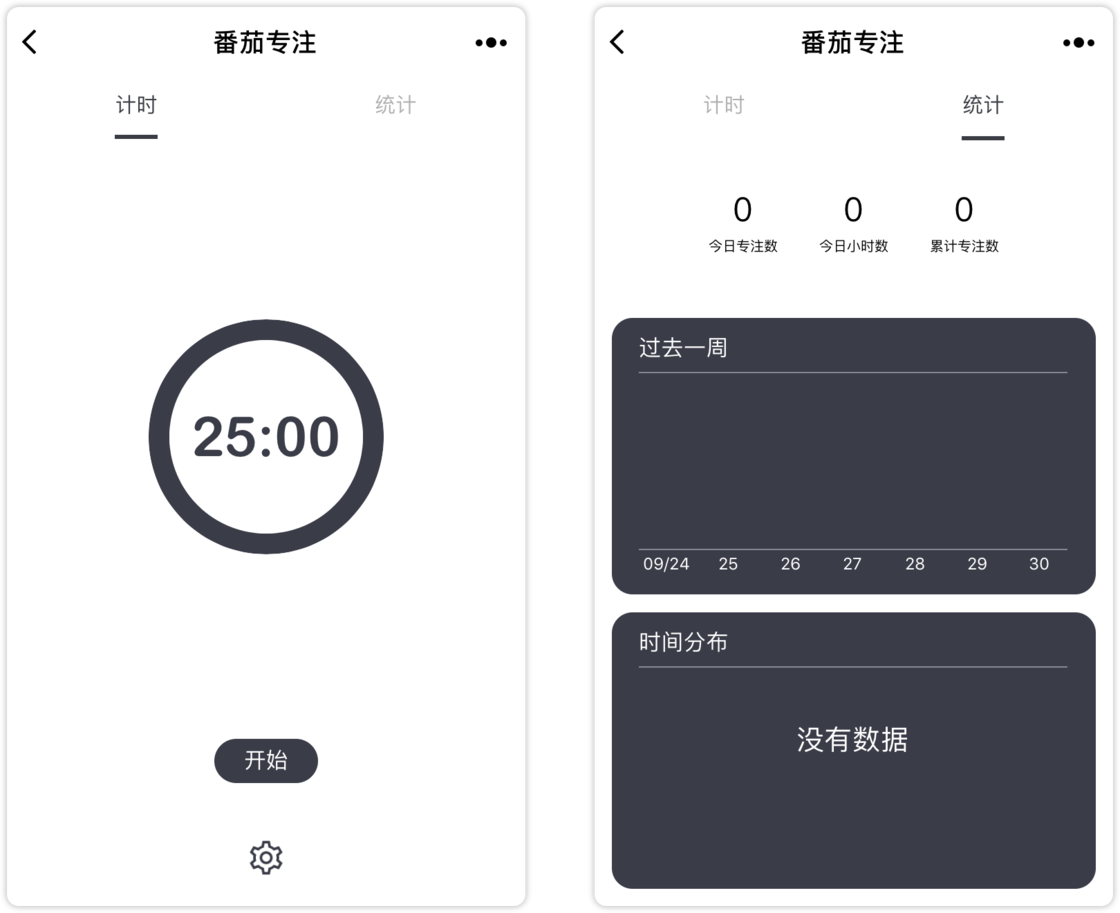 番茄专注
计时
统计
25:00
开始
番茄专注
计时
统计
0
0
0
今日专注数
今日小时数
累计专注数
过去一周
09/24 25 26 27 28 29 30
时间分布
没有数据